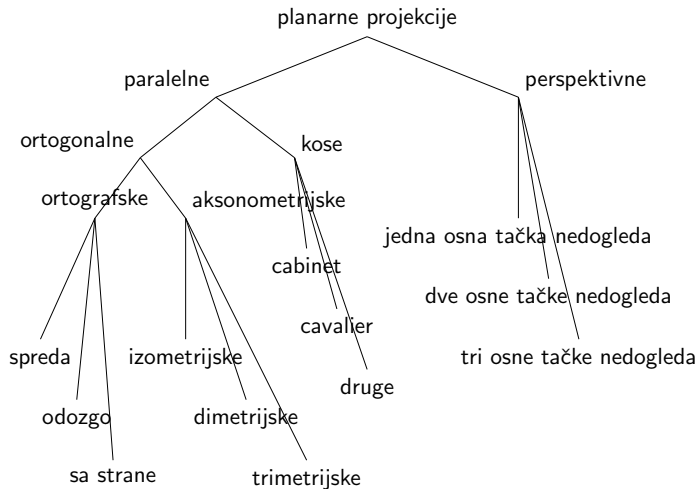 planarne projekcije
paralelne
perspektivne
ortogonalne
kose
ortografske
aksonometrijske
jedna osna tačka nedogleda
cabinet
dve osne tačke nedogleda
cavalier
spreda
izometrijske
tri osne tačke nedogleda
druge
odozgo
dimetrijske
sa strane
trimetrijske